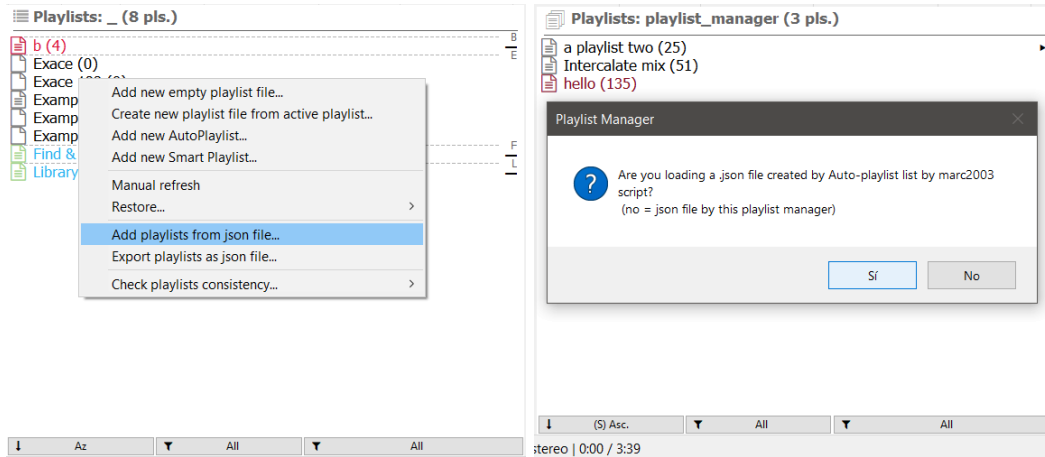 Playlists: _ (8 pls.)
b (4)
Exace (0)
Exace
Examp
Examp
Examp
Find &
Library
B
E
F
L
Add new empty playlist file...
Create new playlist file from active playlist...
Add new AutoPlaylist...
Add new Smart Playlist...
Manual refresh
Restore...
Add playlists from json file...
Export playlists as json file...
Check playlists consistency...
Az
All
All
Playlists: playlist_manager (3 pls.)
a playlist two (25)
Intercalate mix (51)
hello (135)
Playlist Manager
Are you loading a .json file created by Auto-playlist list by marc2003
script?
(no = json file by this playlist manager)
Sí
No
(S) Asc.
All
All
stereo | 0:00 / 3:39